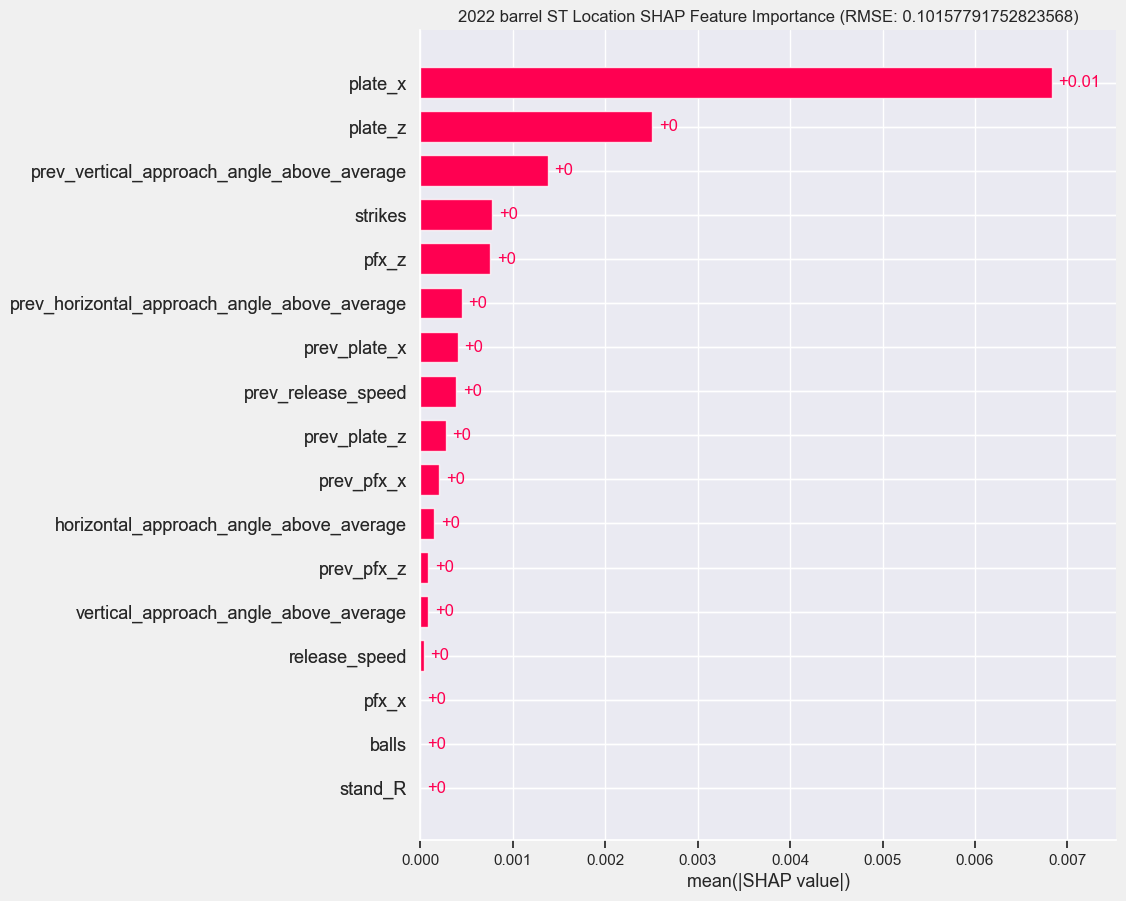 2022 barrel ST Location SHAP Feature Importance (RMSE: 0.10157791752823568)
plate_x +0.01
plate_z +0
prev_vertical_approach_angle_above_average +0
strikes +0
pfx_z +0
prev_horizontal_approach_angle_above_average +0
prev_plate_x +0
prev_release_speed +0
prev_plate_z +0
prev_pfx_x +0
horizontal_approach_angle_above_average +0
prev_pfx_z +0
vertical_approach_angle_above_average +0
release_speed +0
pfx_x +0
balls +0
stand_R +0
0.000 0.001 0.002 0.003 0.004 0.005 0.006 0.007
mean(|SHAP value|)